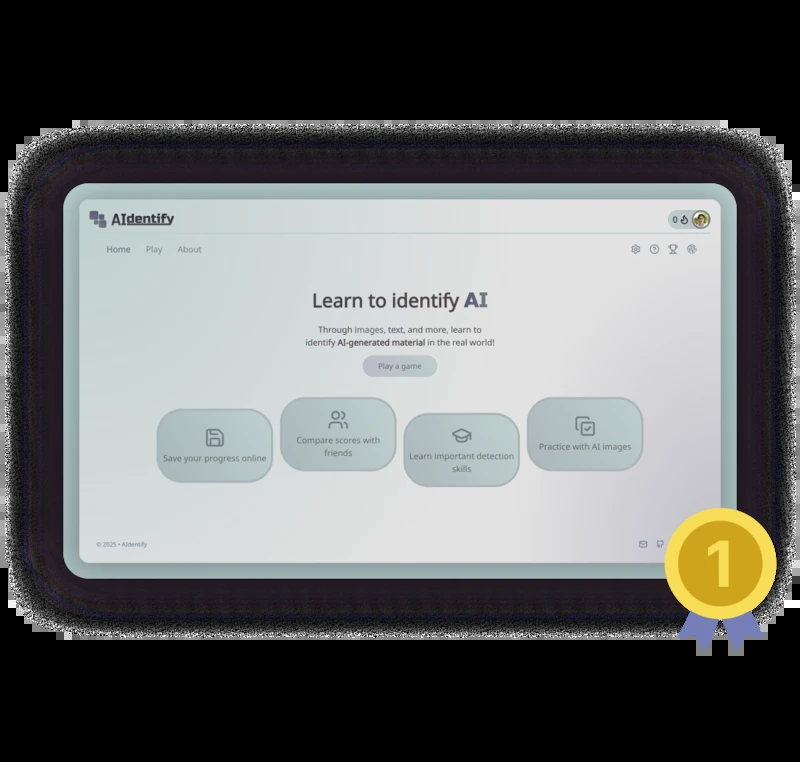 AIdentify
0
Home Play About
Learn to identify AI
Through images, text, and more, learn to
identify AI-generated material in the real world!
Play a game
Save your progress online
Compare scores with
friends
Learn important detection
skills
Practice with AI images
© 2025 • AIdentify
1